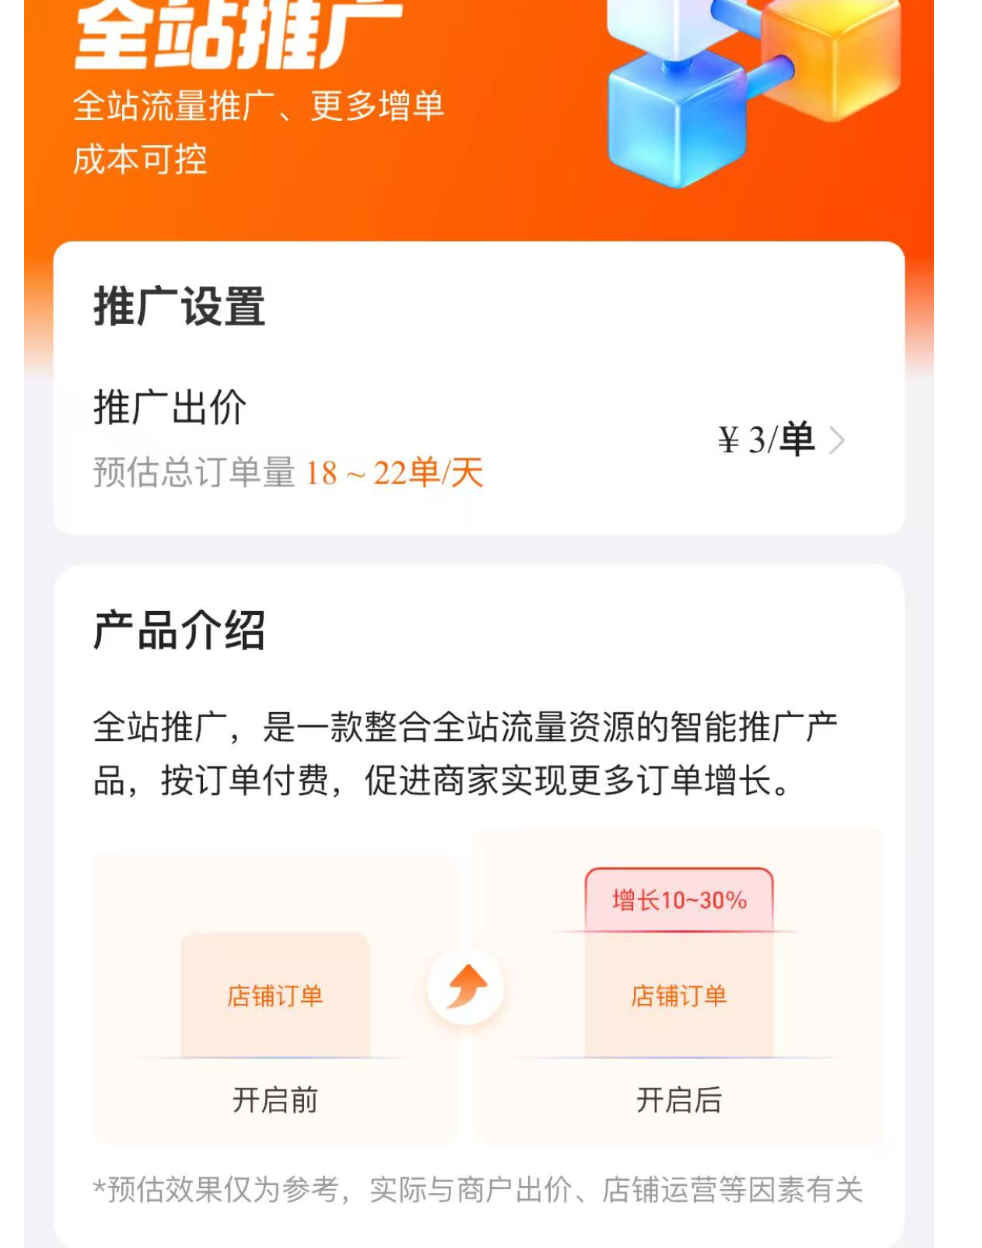 全站推广
全站流量推广、更多增单
成本可控
推广设置
推广出价
¥ 3/单
预估总订单量 18 ~ 22单/天
产品介绍
全站推广，是一款整合全站流量资源的智能推广产
品，按订单付费，促进商家实现更多订单增长。
增长10~30%
店铺订单
店铺订单
开启前
开启后
*预估效果仅为参考，实际与商户出价、店铺运营等因素有关